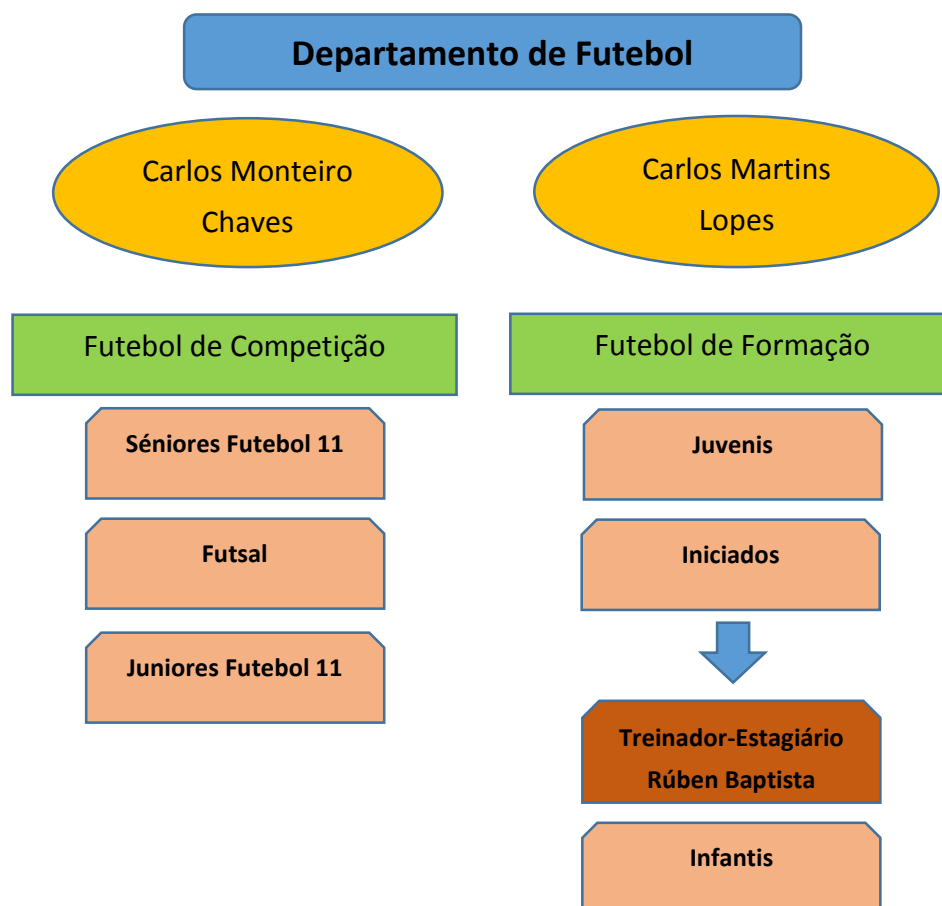 Departamento de Futebol
Carlos Monteiro
Chaves
Carlos Martins
Lopes
Futebol de Competição
Futebol de Formação
Séniores Futebol 11
Juvenis
Futsal
Iniciados
Juniores Futebol 11
Treinador-Estagiário
Rúben Baptista
Infantis